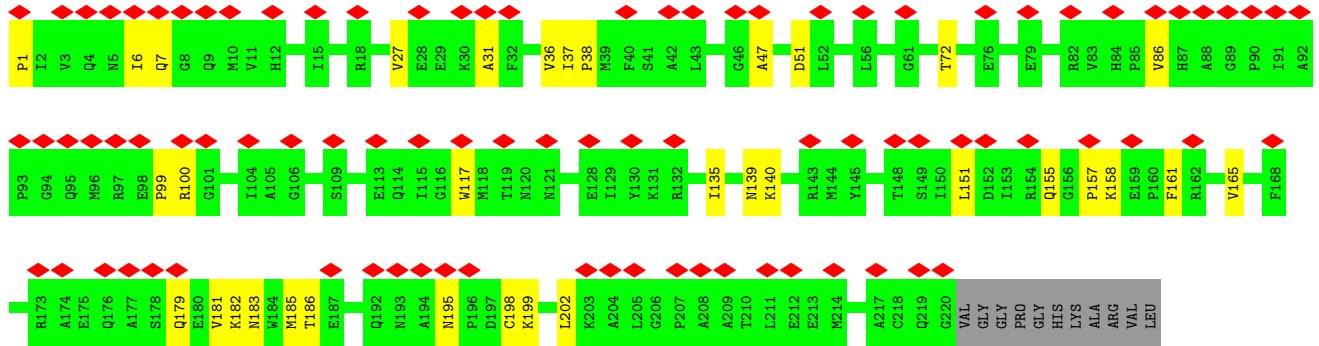 P1 I2 V3 Q4 N5 I6 Q7 G8 Q9 M10 V11 H12 I15 R18 V27 E28 E29 K30 A31 F32 V36 I37 P38 M39 F40 S41 A42 L43 G46 A47 D51 L52 L56 G61 T72 E76 E79 R82 V83 H84 P85 V86 H87 A88 G89 P90 I91 A92
P93 G94 Q95 M96 R97 E98 P99 R100 G101 I104 A105 G106 S109 E113 Q114 I115 G116 W117 M118 T119 N120 N121 E128 I129 Y130 K131 R132 I135 N139 K140 R143 M144 Y145 T148 S149 I150 L151 D152 I153 R154 Q155 G156 P157 K158 E159 P160 F161 R162 V165 F168
R173 A174 E175 Q176 A177 S178 Q179 E180 V181 K182 N183 W184 M185 T186 E187 Q192 N193 A194 N195 P196 D197 C198 K199 L202 K203 A204 L205 G206 P207 A208 A209 T210 L211 E212 E213 M214 A217 C218 Q219 G220 VAL GLY GLY PRO GLY HIS LYS ALA ARG VAL LEU